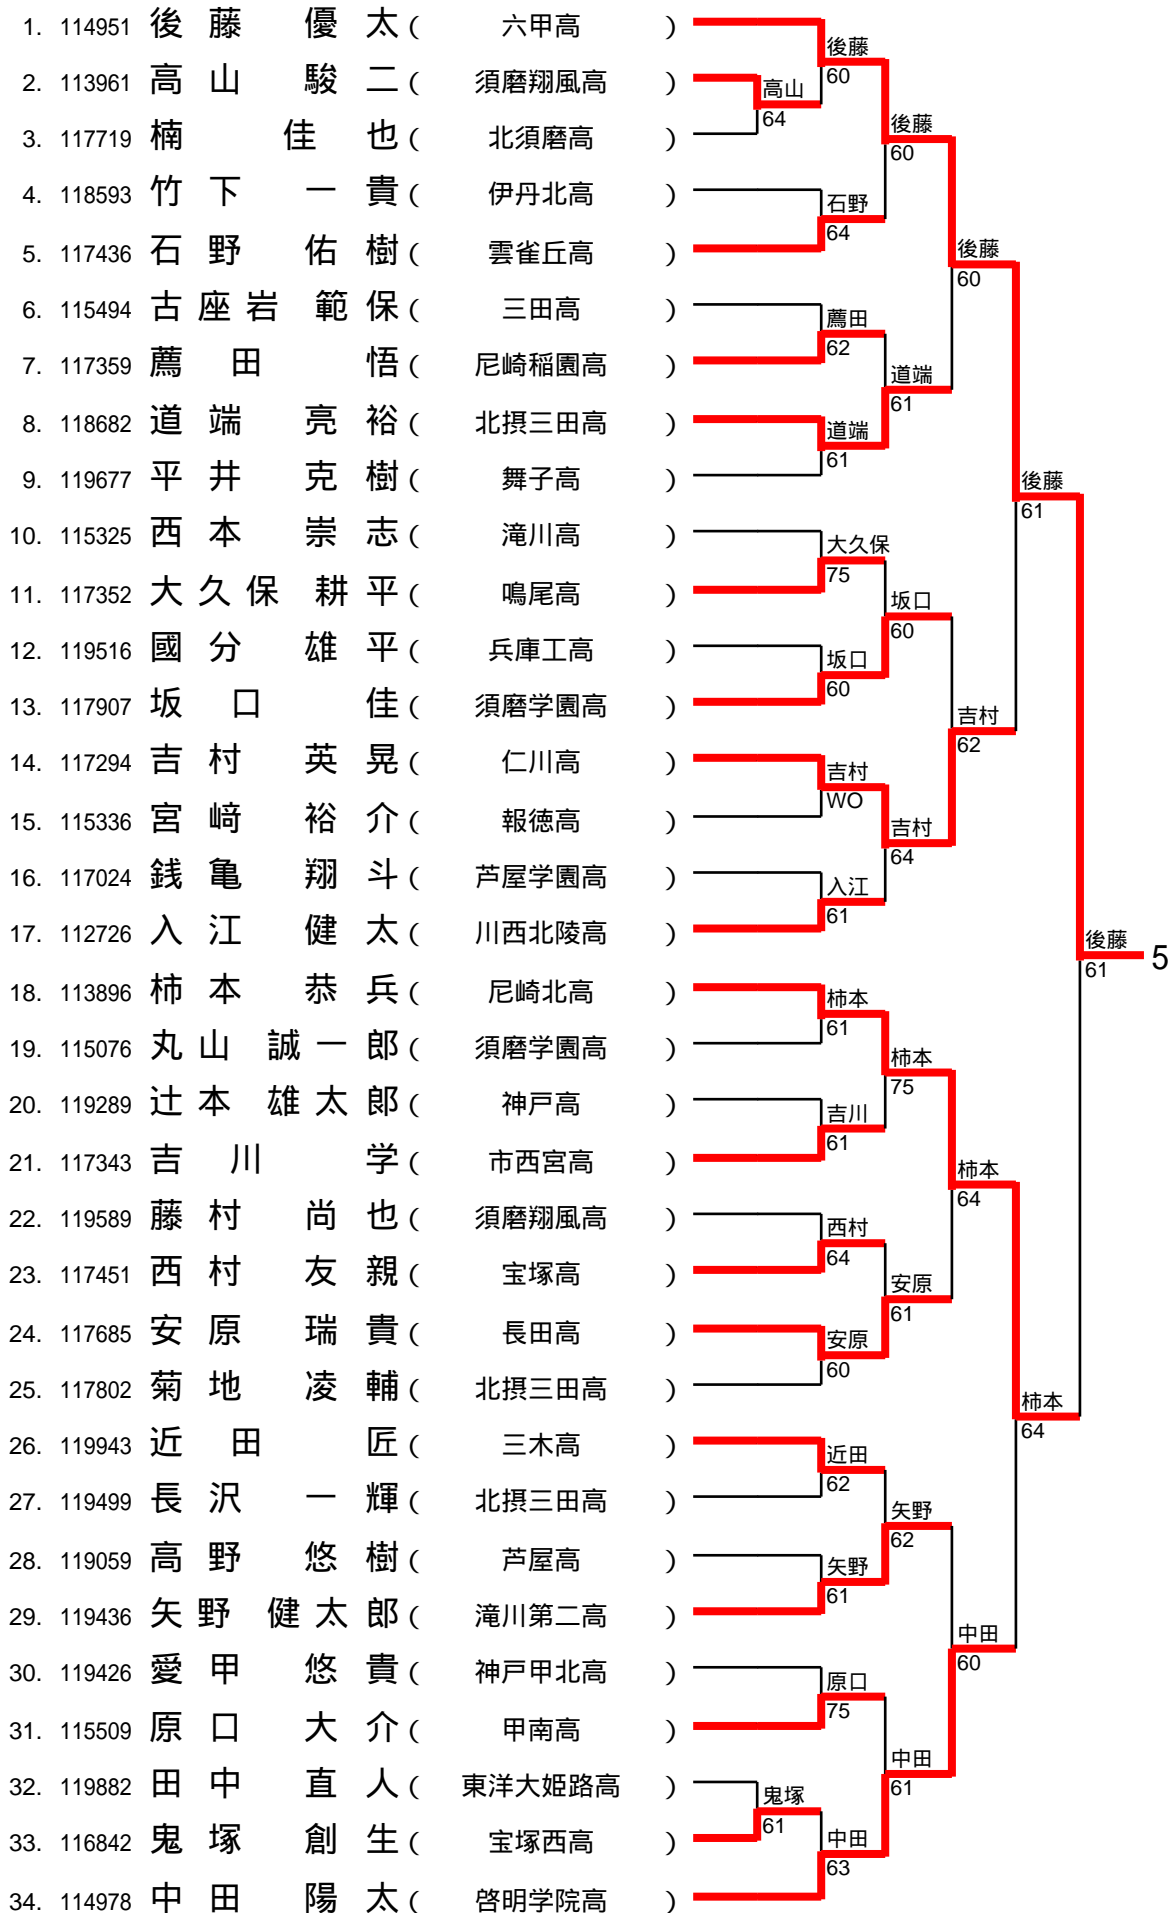 1. 114951 後藤 優太 ( 六甲高 )
後藤
2. 113961 高山 駿二 ( 須磨翔風高 )
60
高山
64
後藤
3. 117719 楠 佳也 ( 北須磨高 )
60
4. 118593 竹下 一貴 ( 伊丹北高 )
石野
64
5. 117436 石野 佑樹 ( 雲雀丘高 )
後藤
60
6. 115494 古座岩 範保 ( 三田高 )
薦田
62
7. 117359 薦田 悟 ( 尼崎稲園高 )
道端
61
8. 118682 道端 亮裕 ( 北摂三田高 )
道端
61
9. 119677 平井 克樹 ( 舞子高 )
後藤
61
10. 115325 西本 崇志 ( 滝川高 )
大久保
75
11. 117352 大久保 耕平 ( 鳴尾高 )
坂口
60
12. 119516 國分 雄平 ( 兵庫工高 )
坂口
60
13. 117907 坂口 佳 ( 須磨学園高 )
吉村
62
14. 117294 吉村 英晃 ( 仁川高 )
吉村
WO
15. 115336 宮﨑 裕介 ( 報徳高 )
吉村
64
16. 117024 銭亀 翔斗 ( 芦屋学園高 )
入江
61
17. 112726 入江 健太 ( 川西北陵高 )
後藤
61
5
18. 113896 柿本 恭兵 ( 尼崎北高 )
柿本
61
19. 115076 丸山 誠一郎 ( 須磨学園高 )
柿本
75
20. 119289 辻本 雄太郎 ( 神戸高 )
吉川
61
21. 117343 吉川 学 ( 市西宮高 )
柿本
64
22. 119589 藤村 尚也 ( 須磨翔風高 )
西村
64
23. 117451 西村 友親 ( 宝塚高 )
安原
61
24. 117685 安原 瑞貴 ( 長田高 )
安原
60
25. 117802 菊地 凌輔 ( 北摂三田高 )
柿本
64
26. 119943 近田 匠 ( 三木高 )
近田
62
27. 119499 長沢 一輝 ( 北摂三田高 )
矢野
62
28. 119059 高野 悠樹 ( 芦屋高 )
矢野
61
29. 119436 矢野 健太郎 ( 滝川第二高 )
中田
60
30. 119426 愛甲 悠貴 ( 神戸甲北高 )
原口
75
31. 115509 原口 大介 ( 甲南高 )
中田
61
32. 119882 田中 直人 ( 東洋大姫路高 )
鬼塚
61
33. 116842 鬼塚 創生 ( 宝塚西高 )
中田
63
34. 114978 中田 陽太 ( 啓明学院高 )